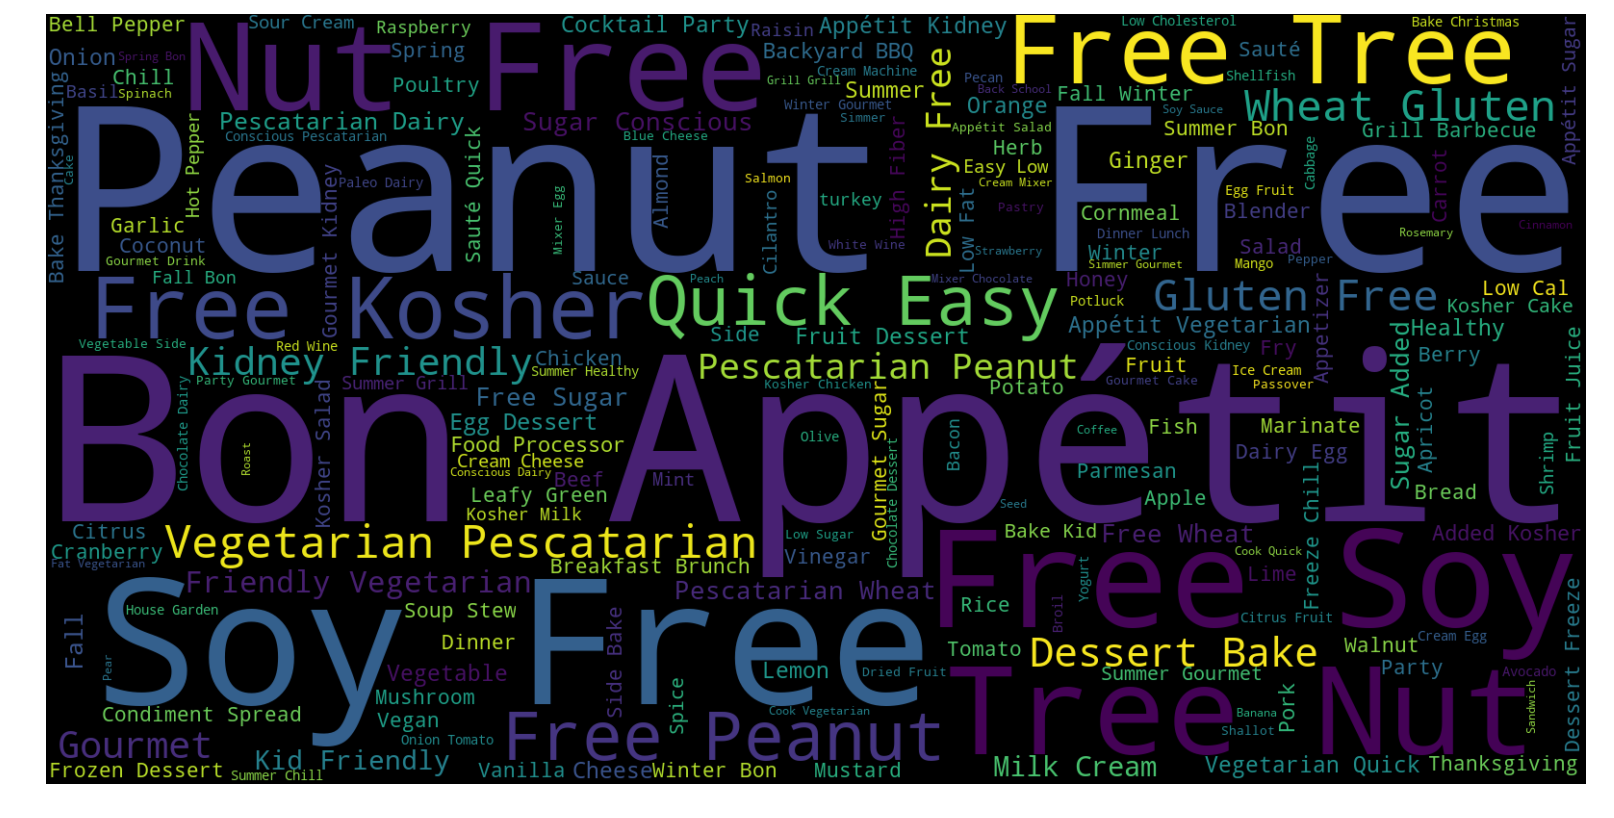 Bell Pepper
Sour Cream
Raspberry
Cocktail Party
Raisin
Appétit Kidney
Low Cholesterol
Bake Christmas
Appétit Sugar
Nut Free
Free Tree
Onion
Spring Bon
Spring
Backyard BBQ
Sauté
Chill
Poultry
Cream Machine
Grill Grill
Summer
Pecan
Shellfish
Basil
Spinach
Back School
Fall Winter
Wheat Gluten
Bake Thanksgiving
Hot Pepper
Pescatarian Dairy
Sugar Conscious
Winter Gourmet
Simmer
Dairy Free
Orange
Soy Sauce
Conscious Pescatarian
Blue Cheese
Appétit Salad
Summer Bon
Grill Barbecue
Peanut Free
Cake
Paleo Dairy
Gourmet Kidney
Sauté Quick
Mixer Egg
Almond
Salmon
Cilantro
turkey
High Fiber
Herb
Easy Low
Cream Mixer
Ginger
Egg Fruit
Cabbage
Carrot
Garlic
Pastry
Cornmeal
Blender
Rosemary
Cinnamon
Coconut
White Wine
Low Fat
Dinner Lunch
Winter
Salad
Gourmet Drink
Strawberry
Simmer Gourmet
Mango
Pepper
Fall Bon
Sauce
Peach
Mixer Chocolate
Honey
Free Kosher
Quick Easy
Potluck
Gluten Free
Low Cal
Kosher Cake
Side
Fruit Dessert
Appétit Vegetarian
Appetizer
Healthy
Vegetable Side
Red Wine
Conscious Kidney
Fry
Berry
Fruit Juice
Kidney Friendly
Chicken
Summer Healthy
Pescatarian Peanut
Fruit
Ice Cream
Sugar Added
Chocolate Dairy
Party Gourmet
Summer Grill
Kosher Chicken
Potato
Gourmet Cake
Passover
Kosher Salad
Free Sugar
Gourmet Sugar
Apricot
Bon Appétit
Egg Dessert
Olive
Bacon
Coffee
Fish
Marinate
Roast
Food Processor
Cream Cheese
Dairy Egg
Conscious Dairy
Beef
Mint
Chocolate Dessert
Parmesan
Shrimp
Leafy Green
Apple
Bread
Kosher Milk
Seed
Freeze Chill
Citrus
Vegetarian Pescatarian
Low Sugar
Bake Kid
Free Wheat
Added Kosher
Cranberry
Vinegar
Cook Quick
Fat Vegetarian
Breakfast Brunch
Yogurt
Lime
Friendly Vegetarian
Pescatarian Wheat
Free Soy
House Garden
Soup Stew
Rice
Broil
Citrus Fruit
Dessert Freeze
Fall
Soy Free
Dinner
Side Bake
Tomato
Dessert Bake
Walnut
Cream Egg
Pear
Vegetable
Lemon
Dried Fruit
Summer Gourmet
Party
Avocado
Mushroom
Spice
Tree Nut
Condiment Spread
Vegan
Cook Vegetarian
Banana
Pork
Sandwich
Gourmet
Onion Tomato
Free Peanut
Shallot
Kid Friendly
Frozen Dessert
Summer Chill
Vanilla
Cheese
Winter Bon
Mustard
Milk Cream
Vegetarian Quick
Thanksgiving